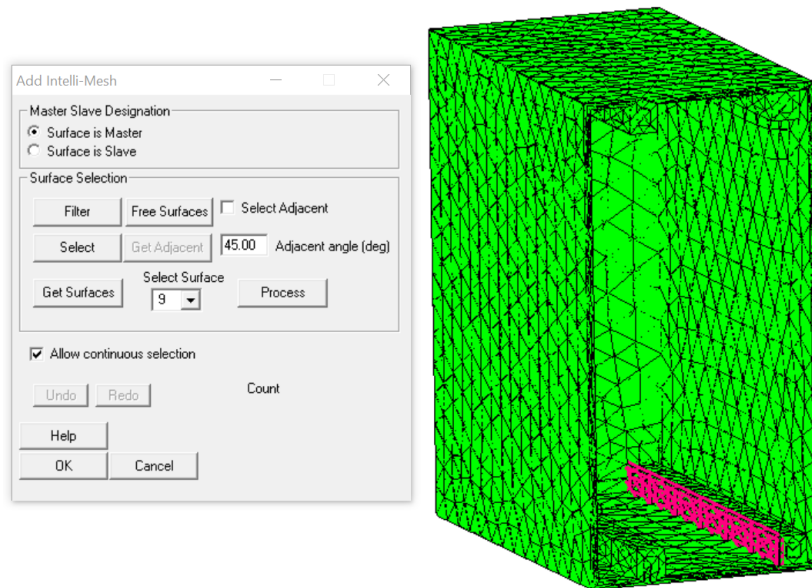 Add Intelli-Mesh
Master Slave Designation
Surface is Master
Surface is Slave
Surface Selection
Filter Free Surfaces Select Adjacent
Select Get Adjacent 45.00 Adjacent angle (deg)
Select Surface
Get Surfaces 9 Process
Allow continuous selection
Undo Redo Count
Help
OK Cancel